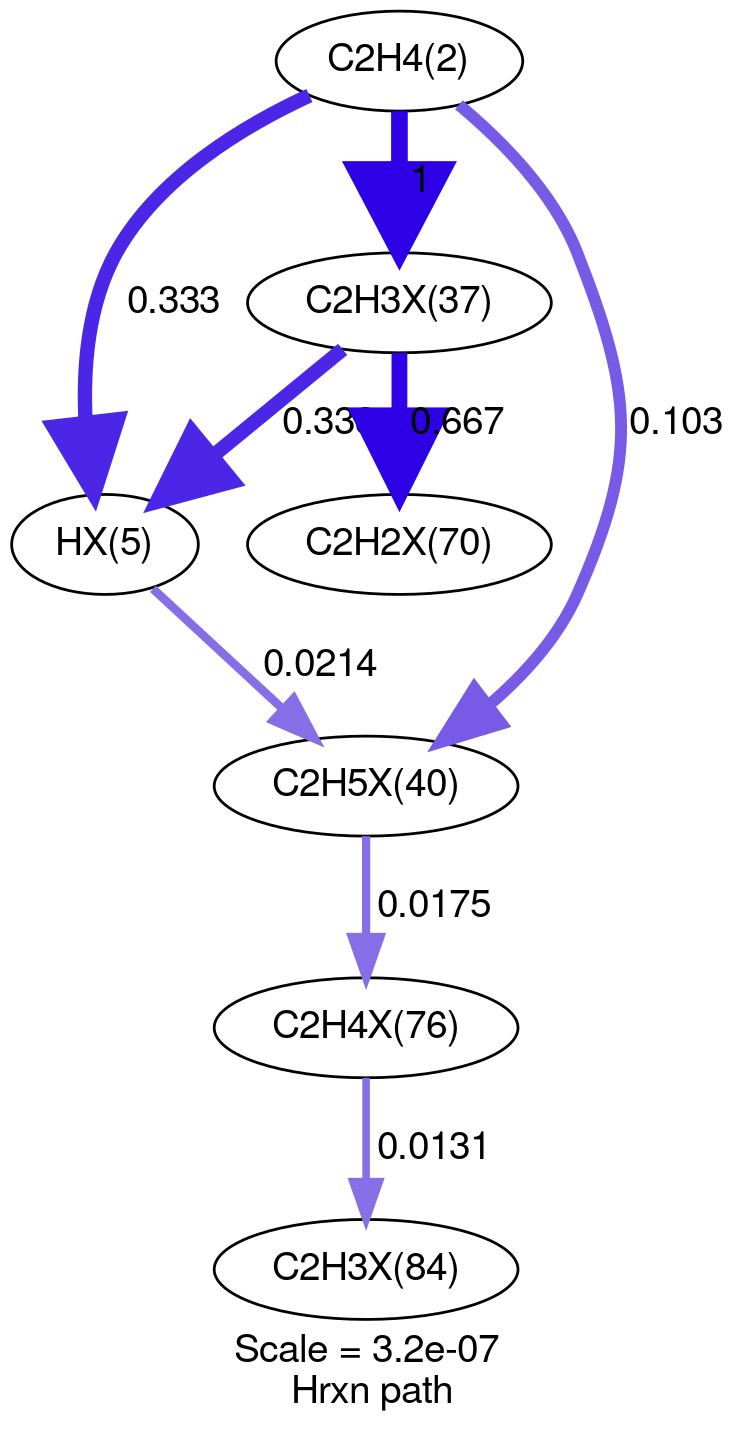 C2H4(2)
1
0.333
C2H3X(37)
0.667
0.103
HX(5)
C2H2X(70)
0.0214
C2H5X(40)
0.0175
C2H4X(76)
0.0131
C2H3X(84)
Scale = 3.2e-07
Hrxn path